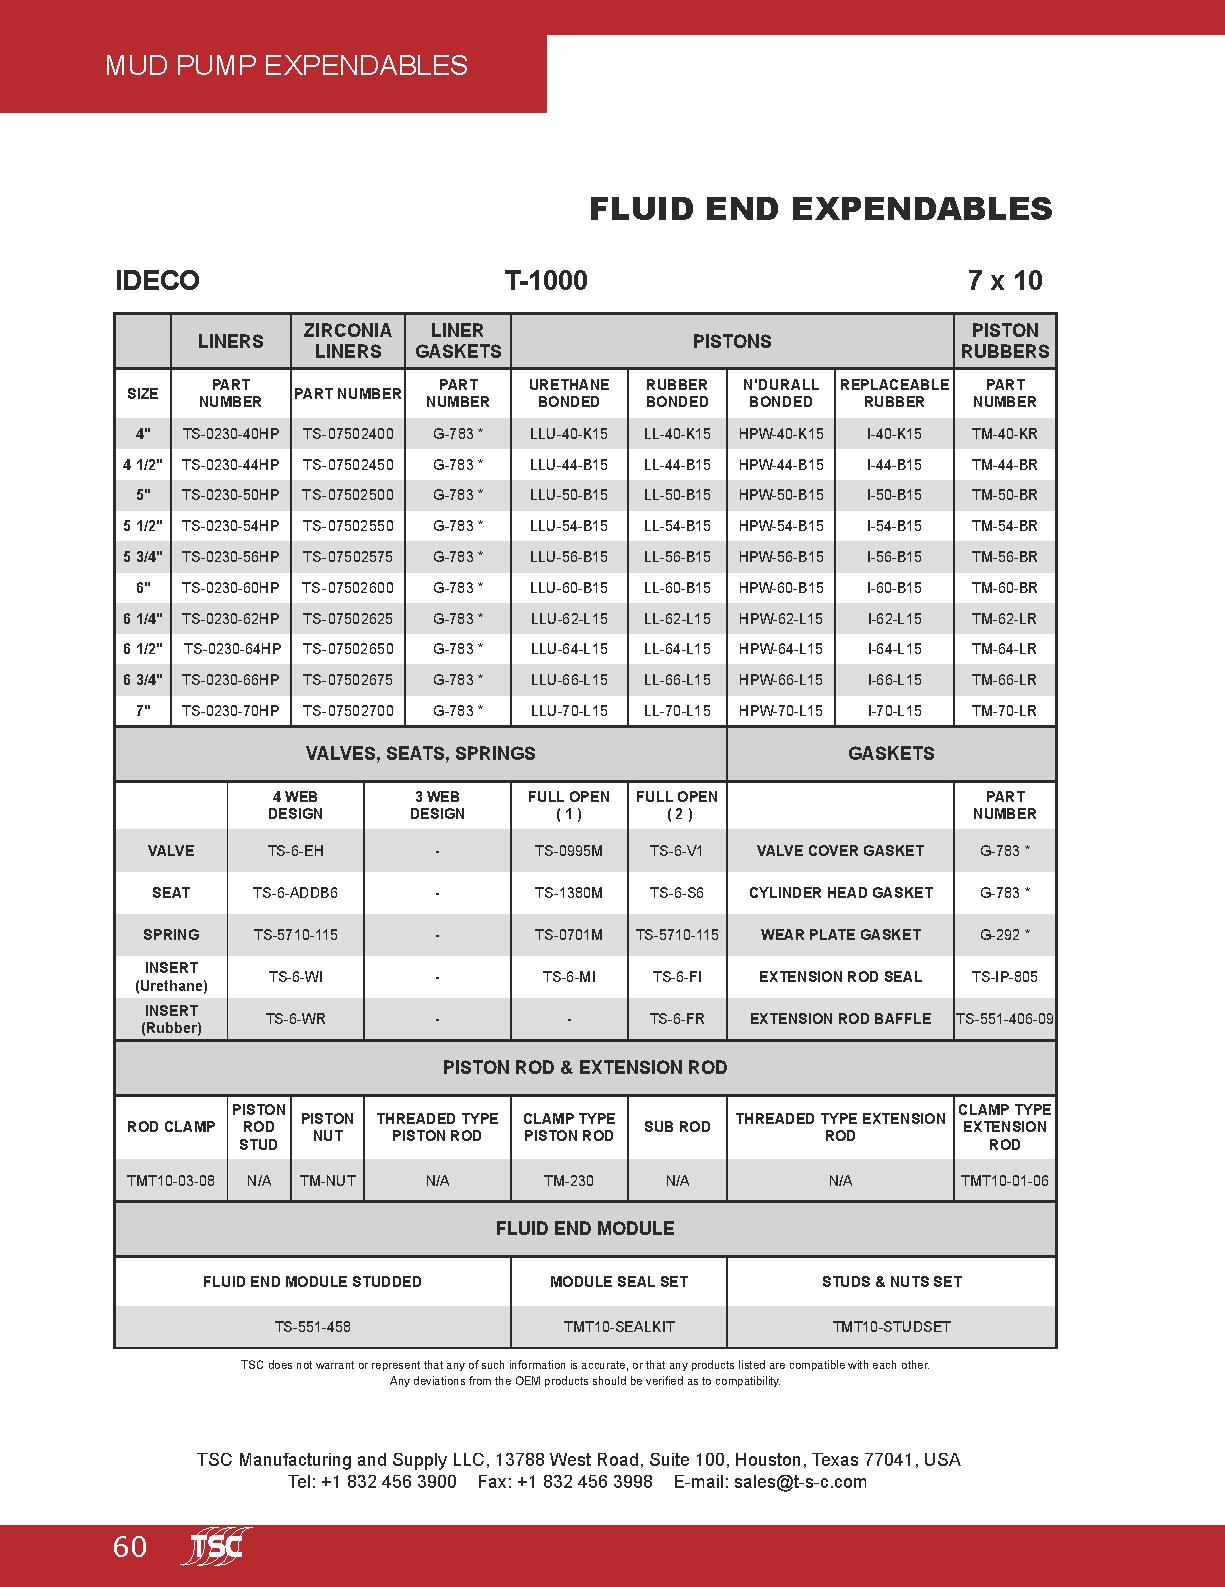 MUD PUMP EXPENDABLES
FLUID END EXPENDABLES
IDECO T-1000 7 x 10
LINERS ZIRCONIA LINERS LINER GASKETS PISTONS PISTON RUBBERS
SIZE PART NUMBER PART NUMBER PART NUMBER URETHANE BONDED RUBBER BONDED N'DURALL BONDED REPLACEABLE RUBBER PART NUMBER
4" TS-0230-40HP TS-07502400 G-783 * LLU-40-K15 LL-40-K15 HPW-40-K15 I-40-K15 TM-40-KR
4 1/2" TS-0230-44HP TS-07502450 G-783 * LLU-44-B15 LL-44-B15 HPW-44-B15 I-44-B15 TM-44-BR
5" TS-0230-50HP TS-07502500 G-783 * LLU-50-B15 LL-50-B15 HPW-50-B15 I-50-B15 TM-50-BR
5 1/2" TS-0230-54HP TS-07502550 G-783 * LLU-54-B15 LL-54-B15 HPW-54-B15 I-54-B15 TM-54-BR
5 3/4" TS-0230-56HP TS-07502575 G-783 * LLU-56-B15 LL-56-B15 HPW-56-B15 I-56-B15 TM-56-BR
6" TS-0230-60HP TS-07502600 G-783 * LLU-60-B15 LL-60-B15 HPW-60-B15 I-60-B15 TM-60-BR
6 1/4" TS-0230-62HP TS-07502625 G-783 * LLU-62-L15 LL-62-L15 HPW-62-L15 I-62-L15 TM-62-LR
6 1/2" TS-0230-64HP TS-07502650 G-783 * LLU-64-L15 LL-64-L15 HPW-64-L15 I-64-L15 TM-64-LR
6 3/4" TS-0230-66HP TS-07502675 G-783 * LLU-66-L15 LL-66-L15 HPW-66-L15 I-66-L15 TM-66-LR
7" TS-0230-70HP TS-07502700 G-783 * LLU-70-L15 LL-70-L15 HPW-70-L15 I-70-L15 TM-70-LR
VALVES, SEATS, SPRINGS GASKETS
4 WEB DESIGN 3 WEB DESIGN FULL OPEN ( 1 ) FULL OPEN ( 2 ) PART NUMBER
VALVE TS-6-EH - TS-0995M TS-6-V1 VALVE COVER GASKET G-783 *
SEAT TS-6-ADDB6 - TS-1380M TS-6-S6 CYLINDER HEAD GASKET G-783 *
SPRING TS-5710-115 - TS-0701M TS-5710-115 WEAR PLATE GASKET G-292 *
INSERT (Urethane) TS-6-WI - TS-6-MI TS-6-FI EXTENSION ROD SEAL TS-IP-805
INSERT (Rubber) TS-6-WR - - TS-6-FR EXTENSION ROD BAFFLE TS-551-406-09
PISTON ROD & EXTENSION ROD
ROD CLAMP PISTON ROD STUD PISTON NUT THREADED TYPE PISTON ROD CLAMP TYPE PISTON ROD SUB ROD THREADED TYPE EXTENSION ROD CLAMP TYPE EXTENSION ROD
TMT10-03-08 N/A TM-NUT N/A TM-230 N/A N/A TMT10-01-06
FLUID END MODULE
FLUID END MODULE STUDDED MODULE SEAL SET STUDS & NUTS SET
TS-551-458 TMT10-SEALKIT TMT10-STUDSET
TSC does not warrant or represent that any of such information is accurate, or that any products listed are compatible with each other.
Any deviations from the OEM products should be verified as to compatibility.
TSC Manufacturing and Supply LLC, 13788 West Road, Suite 100, Houston, Texas 77041, USA
Tel: +1 832 456 3900 Fax: +1 832 456 3998 E-mail: sales@t-s-c.com
60 TSC